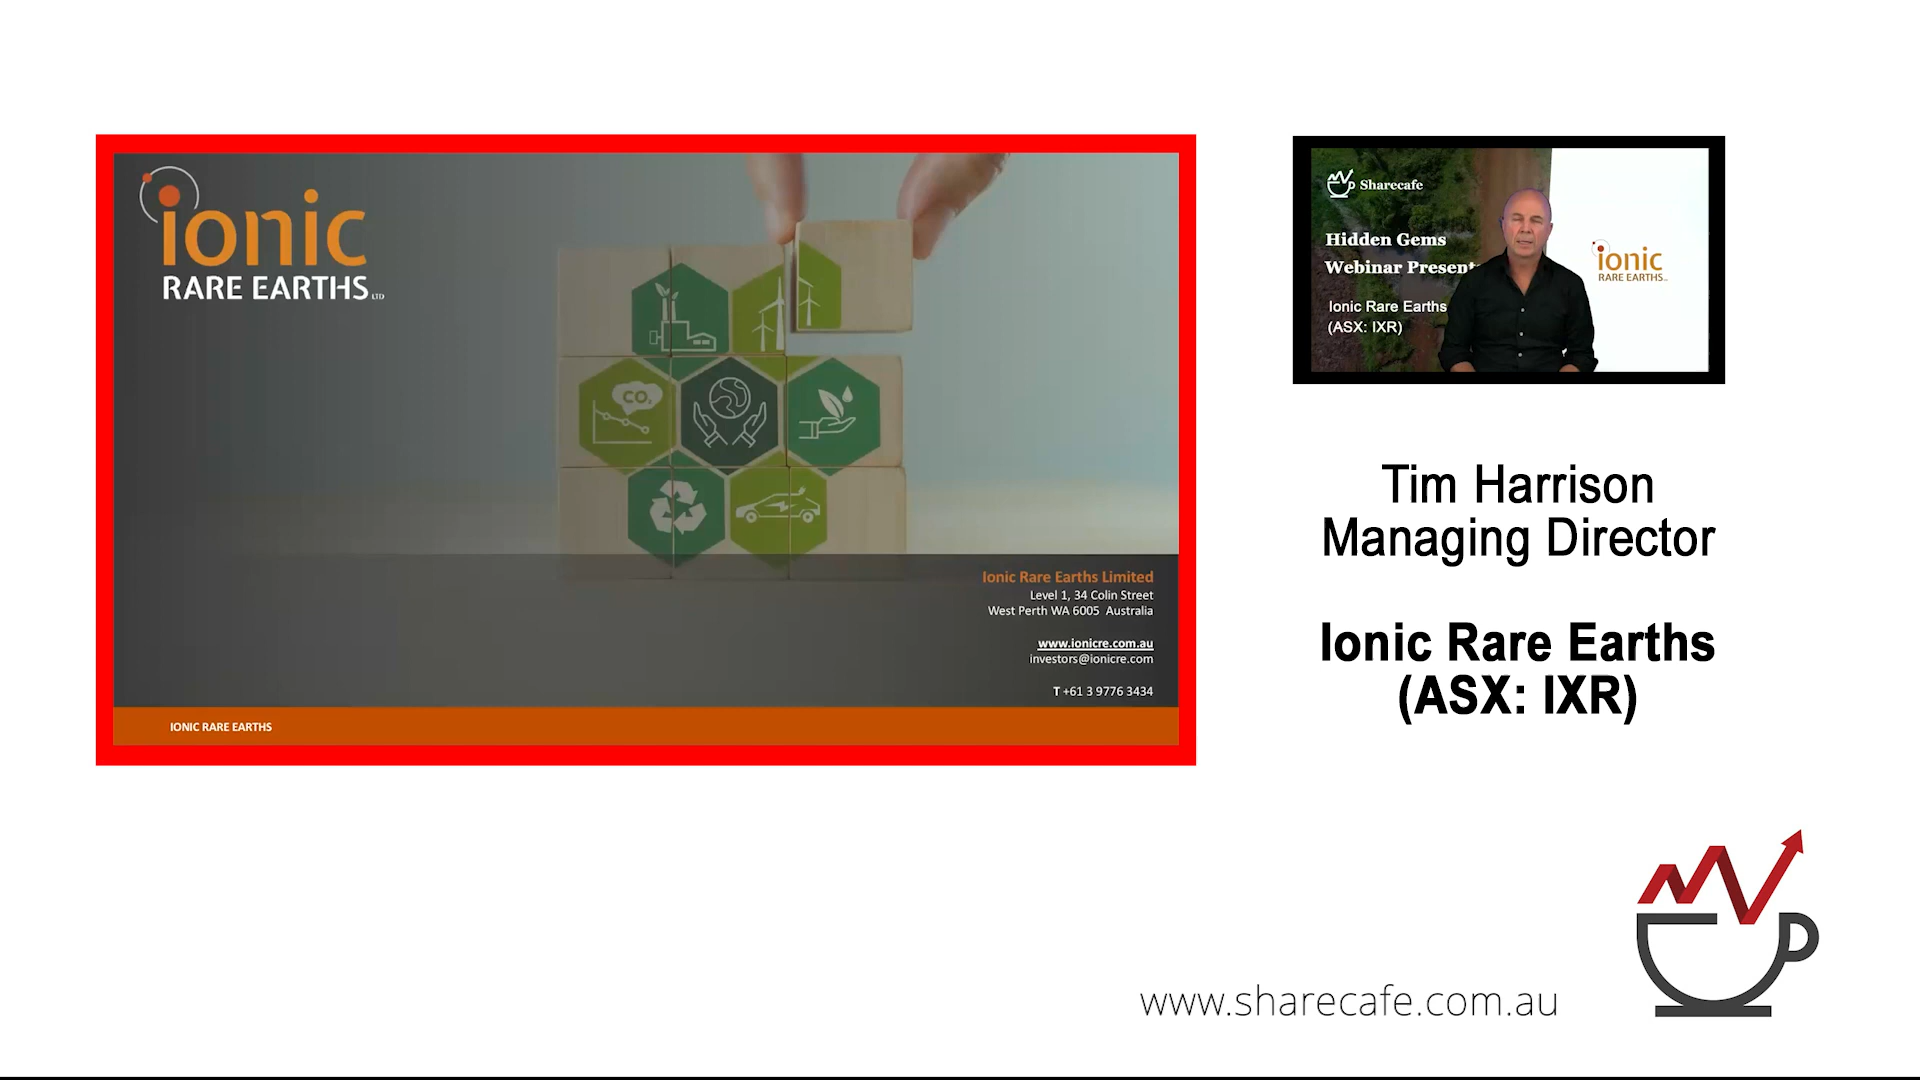 ionic
RARE EARTHS LTD
CO₂
Ionic Rare Earths Limited
Level 1, 34 Colin Street
West Perth WA 6005 Australia
www.ionicre.com.au
investors@ionicre.com
T +61 3 9776 3434
IONIC RARE EARTHS
Sharecafe
Hidden Gems
Webinar Present
Ionic Rare Earths
(ASX: IXR)
ionic
RARE EARTHS
Tim Harrison
Managing Director
Ionic Rare Earths
(ASX: IXR)
www.sharecafe.com.au